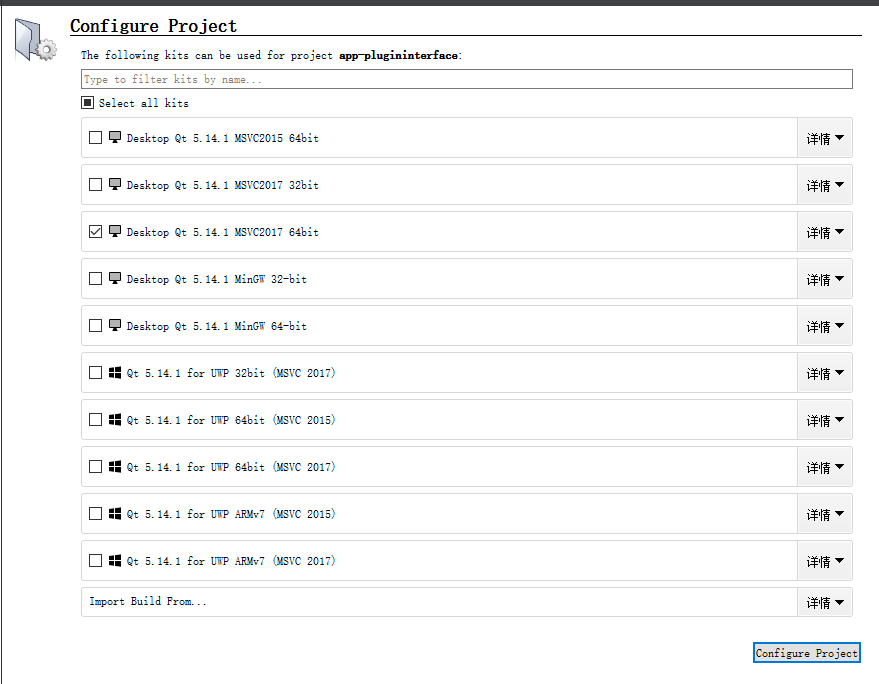 Configure Project
The following kits can be used for project app-plugininterface:
Type to filter kits by name...
Select all kits
Desktop Qt 5.14.1 MSVC2015 64bit 详情
Desktop Qt 5.14.1 MSVC2017 32bit 详情
Desktop Qt 5.14.1 MSVC2017 64bit 详情
Desktop Qt 5.14.1 MinGW 32-bit 详情
Desktop Qt 5.14.1 MinGW 64-bit 详情
Qt 5.14.1 for UWP 32bit (MSVC 2017) 详情
Qt 5.14.1 for UWP 64bit (MSVC 2015) 详情
Qt 5.14.1 for UWP 64bit (MSVC 2017) 详情
Qt 5.14.1 for UWP ARMv7 (MSVC 2015) 详情
Qt 5.14.1 for UWP ARMv7 (MSVC 2017) 详情
Import Build From... 详情
Configure Project